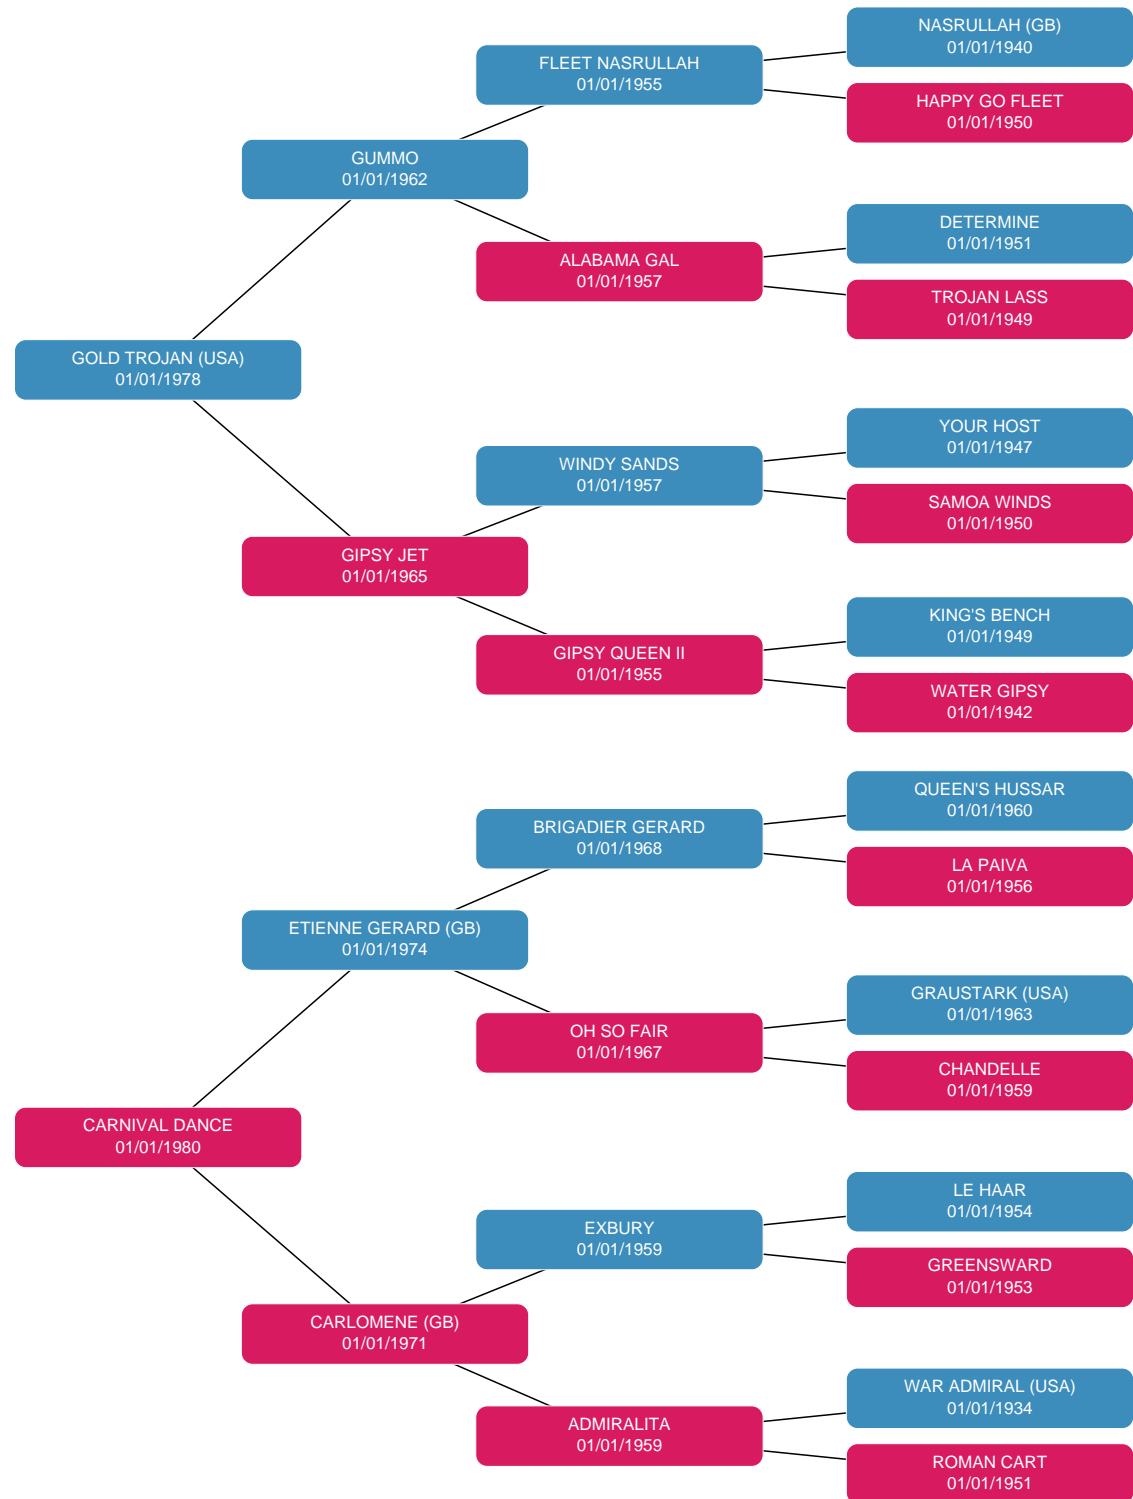 NASRULLAH (GB)
01/01/1940
FLEET NASRULLAH
01/01/1955
HAPPY GO FLEET
01/01/1950
GUMMO
01/01/1962
DETERMINE
01/01/1951
ALABAMA GAL
01/01/1957
TROJAN LASS
01/01/1949
GOLD TROJAN (USA)
01/01/1978
YOUR HOST
01/01/1947
WINDY SANDS
01/01/1957
SAMOA WINDS
01/01/1950
GIPSY JET
01/01/1965
KING'S BENCH
01/01/1949
GIPSY QUEEN II
01/01/1955
WATER GIPSY
01/01/1942
QUEEN'S HUSSAR
01/01/1960
BRIGADIER GERARD
01/01/1968
LA PAIVA
01/01/1956
ETIENNE GERARD (GB)
01/01/1974
GRAUSTARK (USA)
01/01/1963
OH SO FAIR
01/01/1967
CHANDELLE
01/01/1959
CARNIVAL DANCE
01/01/1980
LE HAAR
01/01/1954
EXBURY
01/01/1959
GREENSWARD
01/01/1953
CARLOMENE (GB)
01/01/1971
WAR ADMIRAL (USA)
01/01/1934
ADMIRALITA
01/01/1959
ROMAN CART
01/01/1951